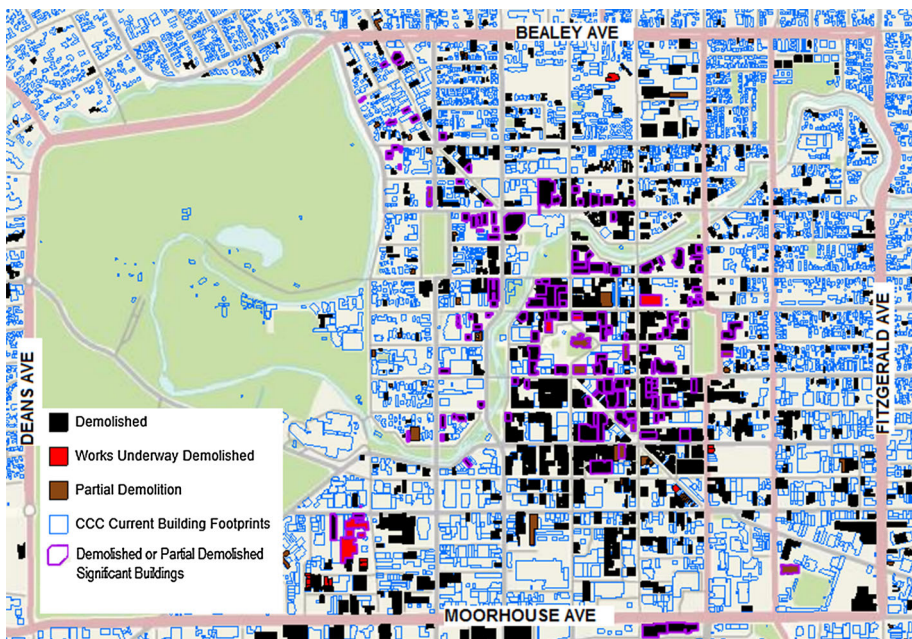 BEALEY AVE
DEANS AVE
FITZGERALD AVE
Demolished
Works Underway Demolished
Partial Demolition
CCC Current Building Footprints
Demolished or Partial Demolished
Significant Buildings
MOORHOUSE AVE